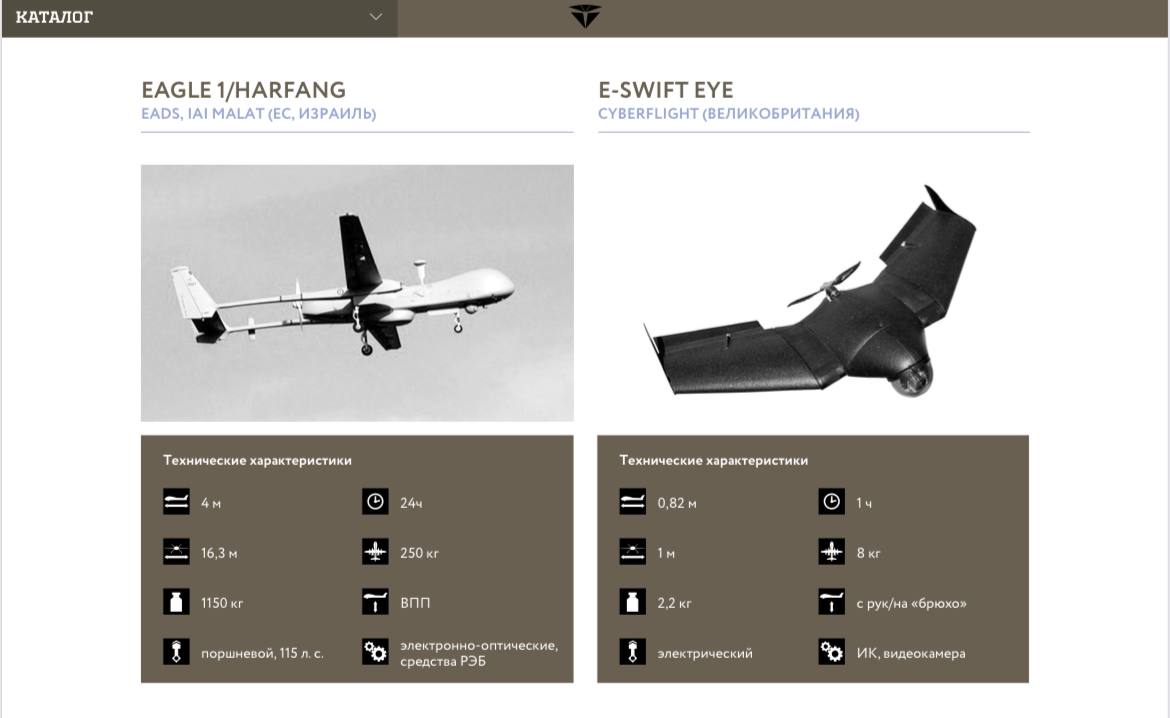 КАТАЛОГ
EAGLE 1/HARFANG
EADS, IAI MALAT (ЕС, ИЗРАИЛЬ)
Технические характеристики
4 м
24ч
16,3 м
250 кг
1150 кг
ВПП
поршневой, 115 л. с.
электронно-оптические,
средства РЭБ
E-SWIFT EYE
CYBERFLIGHT (ВЕЛИКОБРИТАНИЯ)
Технические характеристики
0,82 м
1 ч
1 м
8 кг
2,2 кг
с рук/на «брюхо»
электрический
ИК, видеокамера